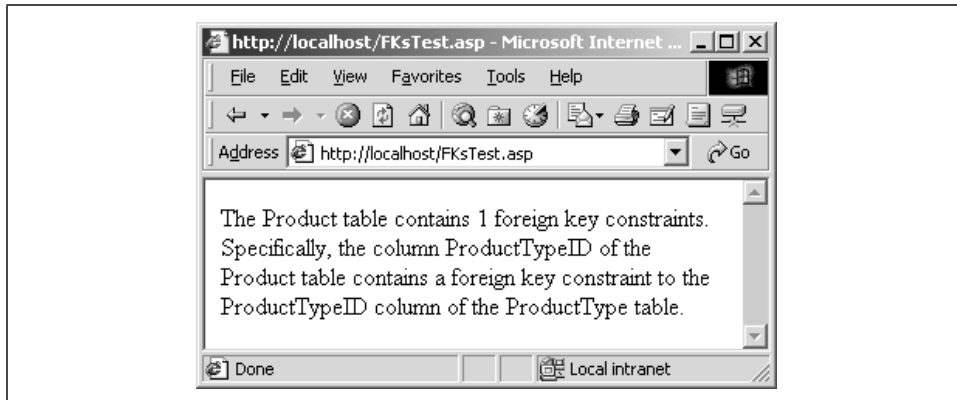 http://localhost/FKsTest.asp - Microsoft Internet ...
File Edit View Favorites Tools Help
Address http://localhost/FKsTest.asp Go
The Product table contains 1 foreign key constraints.
Specifically, the column ProductTypeID of the
Product table contains a foreign key constraint to the
ProductTypeID column of the ProductType table.
Done Local intranet